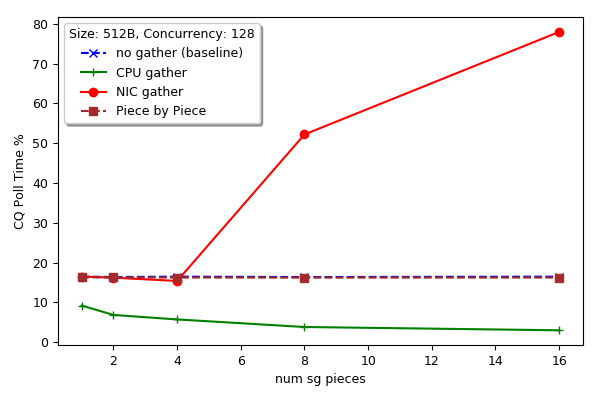 Size: 512B, Concurrency: 128
no gather (baseline)
CPU gather
NIC gather
Piece by Piece
CQ Poll Time %
80
70
60
50
40
30
20
10
0
2 4 6 8 10 12 14 16
num sg pieces